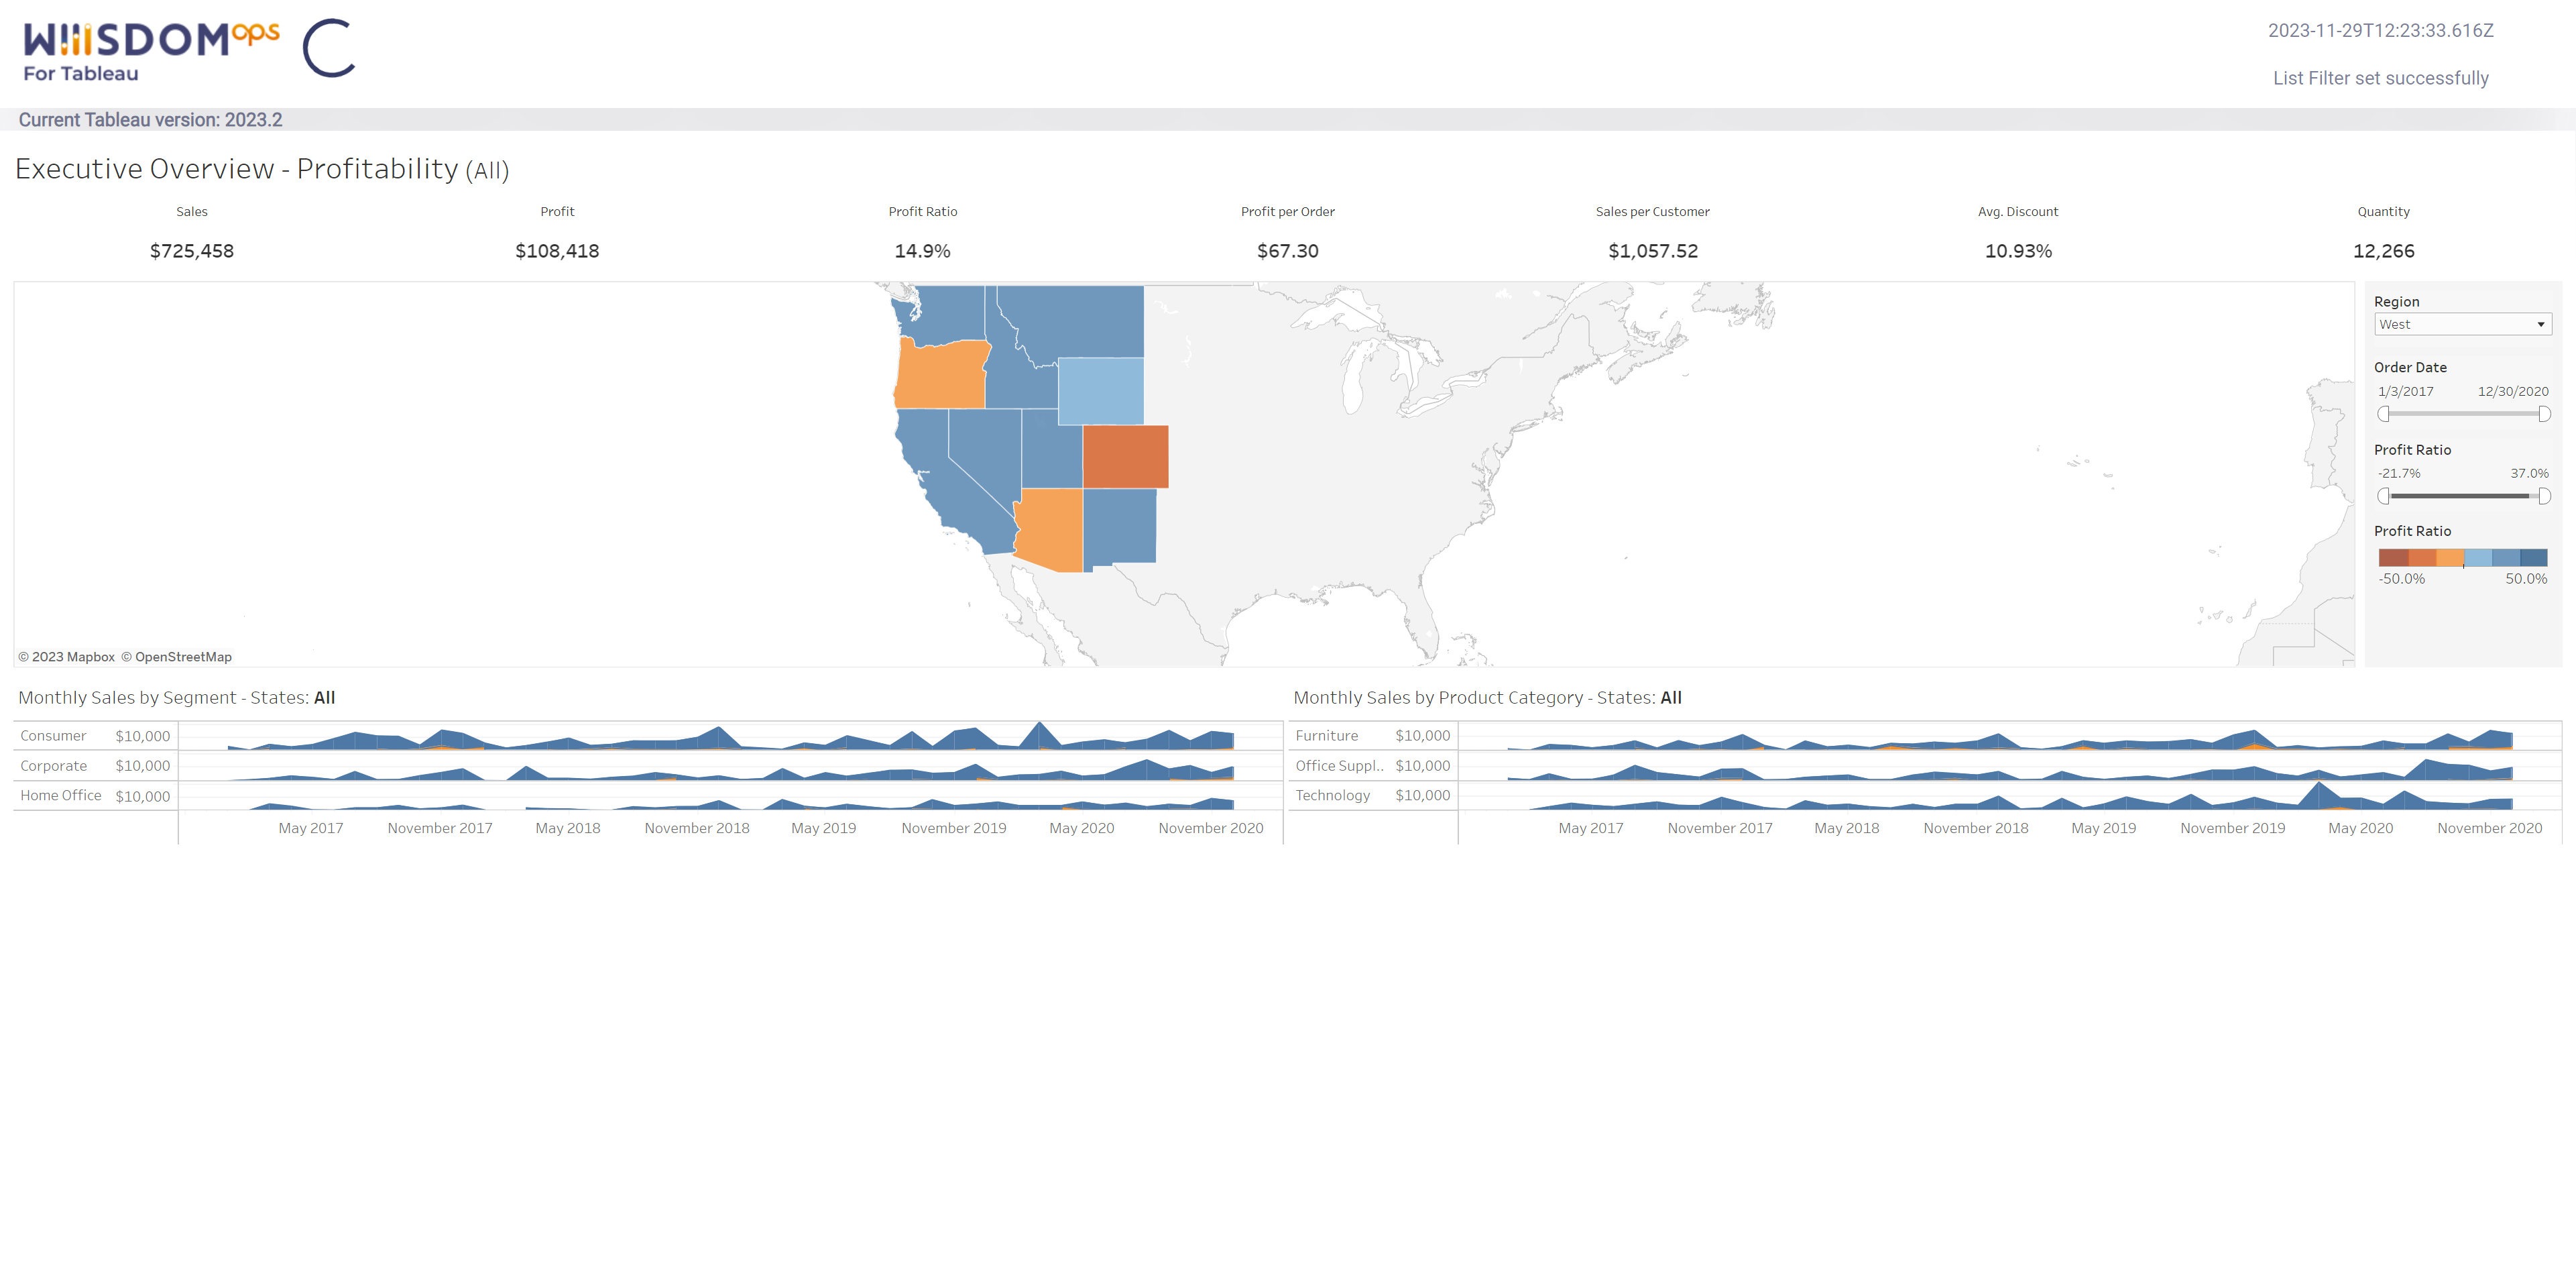 WIIISDOMops
For Tableau
2023-11-29T12:23:33.616Z
List Filter set successfully
Current Tableau version: 2023.2
Executive Overview - Profitability (All)
Sales Profit Profit Ratio Profit per Order Sales per Customer Avg. Discount Quantity
$725,458 $108,418 14.9% $67.30 $1,057.52 10.93% 12,266
Region
West
Order Date
1/3/2017 12/30/2020
Profit Ratio
-21.7% 37.0%
Profit Ratio
-50.0% 50.0%
© 2023 Mapbox © OpenStreetMap
Monthly Sales by Segment - States: All
Consumer $10,000
Corporate $10,000
Home Office $10,000
May 2017 November 2017 May 2018 November 2018 May 2019 November 2019 May 2020 November 2020
Monthly Sales by Product Category - States: All
Furniture $10,000
Office Suppl.. $10,000
Technology $10,000
May 2017 November 2017 May 2018 November 2018 May 2019 November 2019 May 2020 November 2020